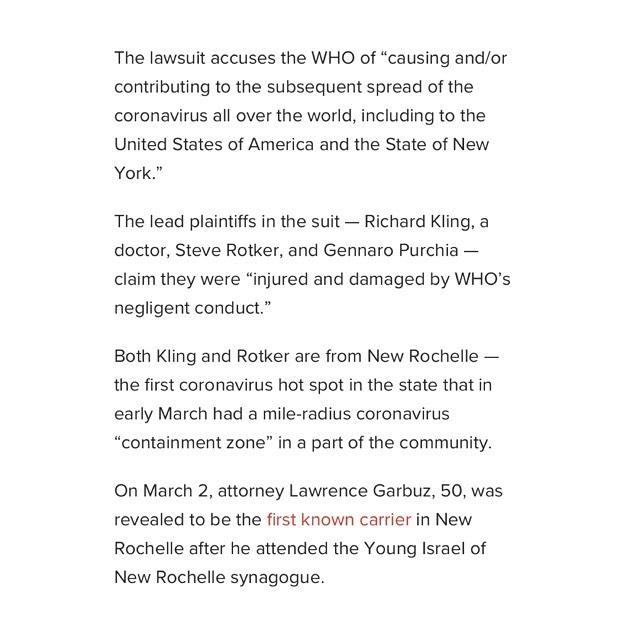 The lawsuit accuses the WHO of “causing and/or
contributing to the subsequent spread of the
coronavirus all over the world, including to the
United States of America and the State of New
York.”
The lead plaintiffs in the suit — Richard Kling, a
doctor, Steve Rotker, and Gennaro Purchia —
claim they were “injured and damaged by WHO’s
negligent conduct.”
Both Kling and Rotker are from New Rochelle —
the first coronavirus hot spot in the state that in
early March had a mile-radius coronavirus
“containment zone” in a part of the community.
On March 2, attorney Lawrence Garbuz, 50, was
revealed to be the first known carrier in New
Rochelle after he attended the Young Israel of
New Rochelle synagogue.